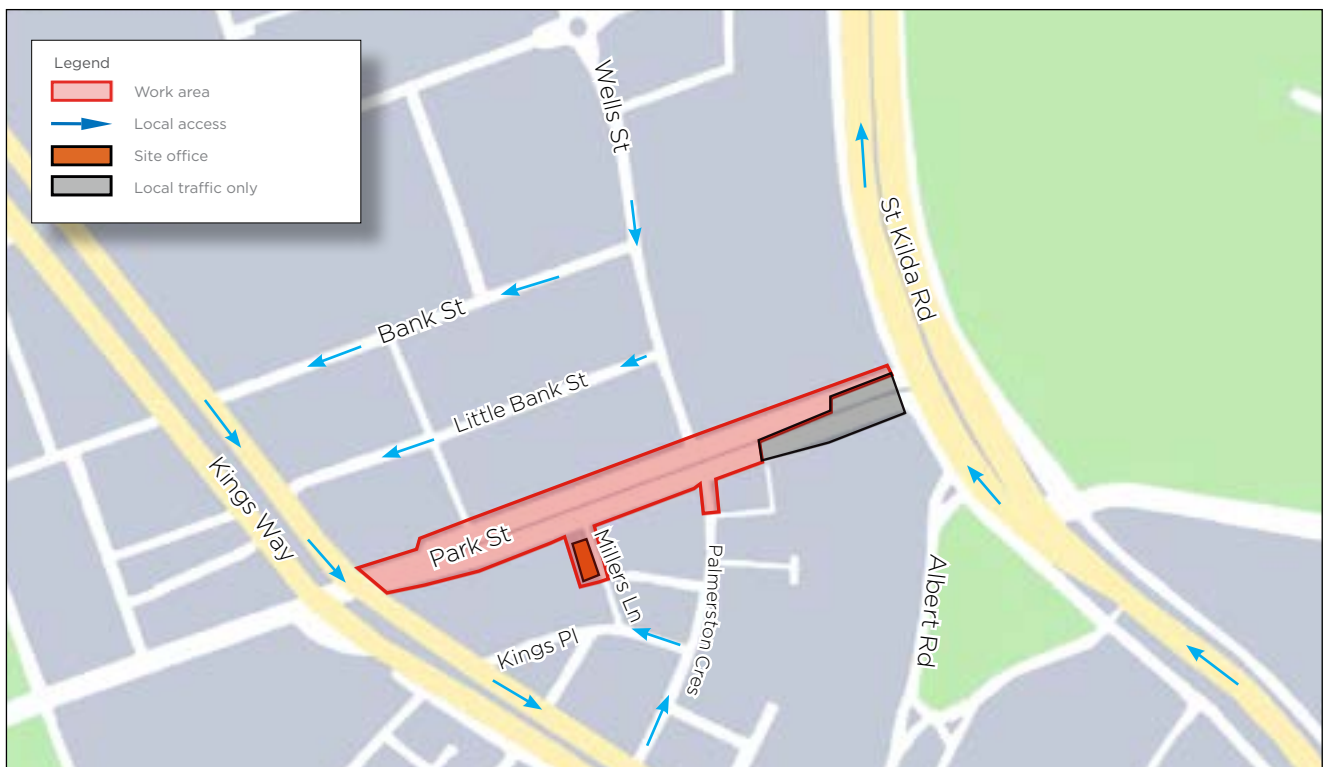 Legend
Work area
Local access
Site office
Local traffic only
Wells St
St Kilda Rd
Bank St
Little Bank St
Kings Way
Park St
Millers Ln
Palmerston Cres
Albert Rd
Kings Pl